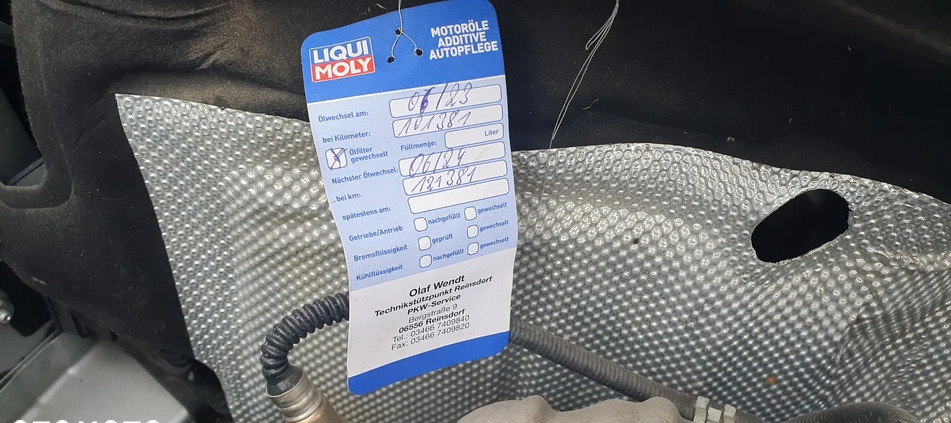 LIQUI
MOLY
MOTORÖLE
ADDITIVE
AUTOPFLEGE
Ölwechsel am: 06/23
bei Kilometer: 101381
Ölfilter
gewechselt
Füllmenge: Liter
Nächster Ölwechsel: 06/24
bei km: 121381
spätestens am:
Getriebe/Antrieb nachgefüllt gewechselt
Bremsflüssigkeit geprüft gewechselt
Kühlflüssigkeit nachgefüllt gewechselt
Olaf Wendt
Technikstützpunkt Reinsdorf
PKW-Service
Bergstraße 9
06556 Reinsdorf
Tel.: 03466 7409840
Fax: 03466 7409820